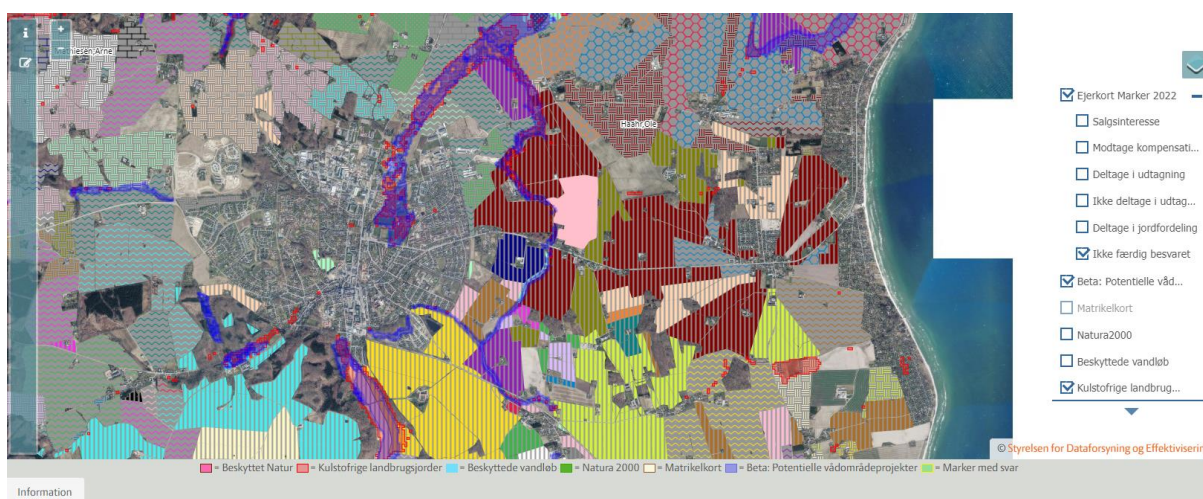 Haahr,Ole
Ejerkort Marker 2022
Salgsinteresse
Modtage kompensati...
Deltage i udtagning
Ikke deltage i udtag...
Deltage i jordfordeling
Ikke færdig besvaret
Beta: Potentielle våd...
Matrikelkort
Natura2000
Beskyttede vandløb
Kulstofrige landbrug...
© Styrelsen for Dataforsyning og Effektiviserin
= Beskyttet Natur = Kulstofrige landbrugsjorder = Beskyttede vandløb = Natura 2000 = Matrikelkort = Beta: Potentielle vådområdeprojekter = Marker med svar
Information